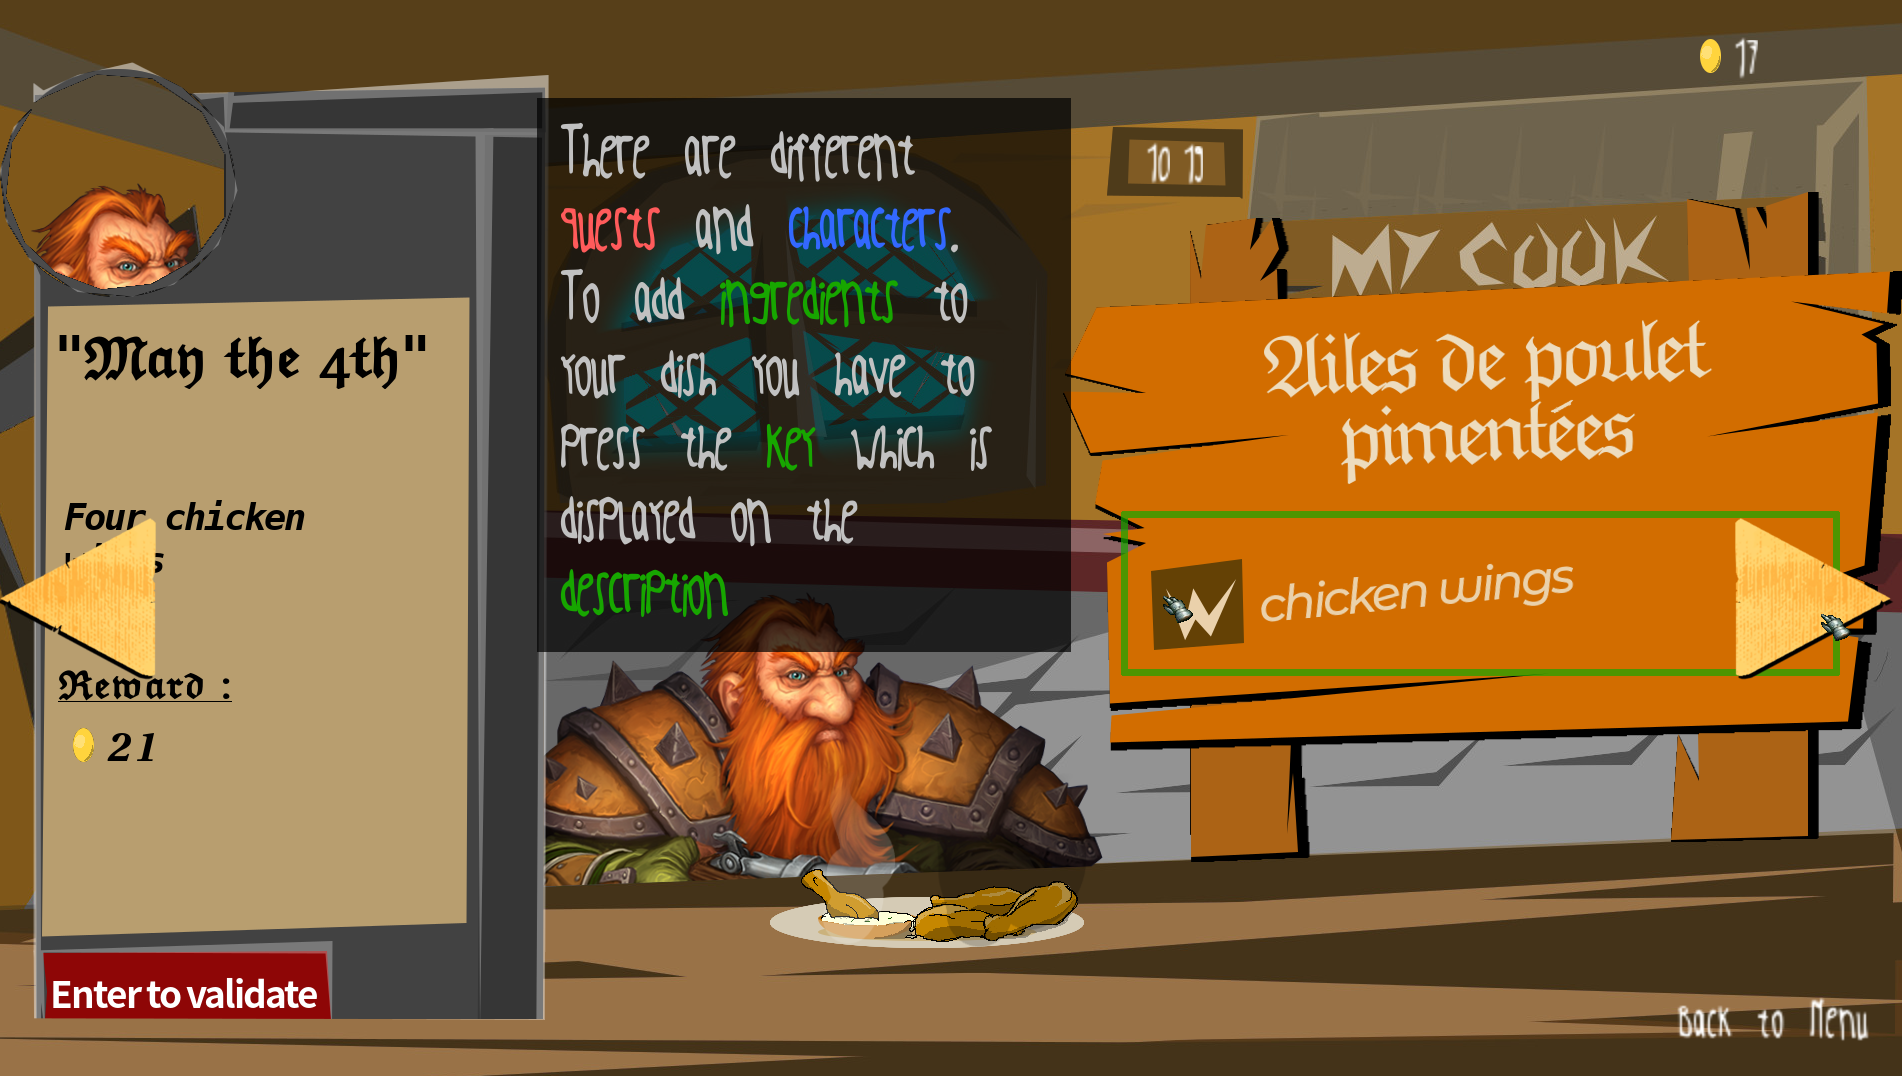 17
10 19
MY COOK
There are different
quests and characters.
To add ingredients to
your dish you have to
press the key which is
displayed on the
description
"May the 4th"
Four chicken
Reward :
21
Enter to validate
Ailes de poulet
pimentées
W chicken wings
Back to Menu